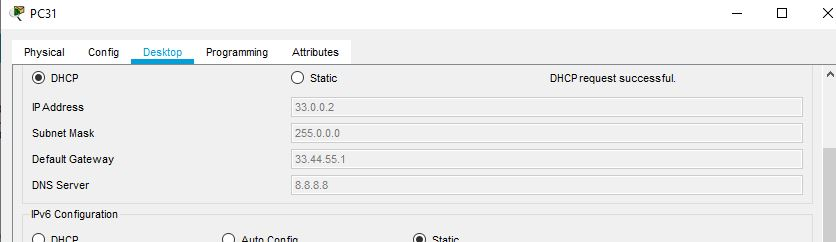 PC31
Physical Config Desktop Programming Attributes
DHCP Static DHCP request successful.
IP Address 33.0.0.2
Subnet Mask 255.0.0.0
Default Gateway 33.44.55.1
DNS Server 8.8.8.8
IPv6 Configuration
DHCP Auto Config Static